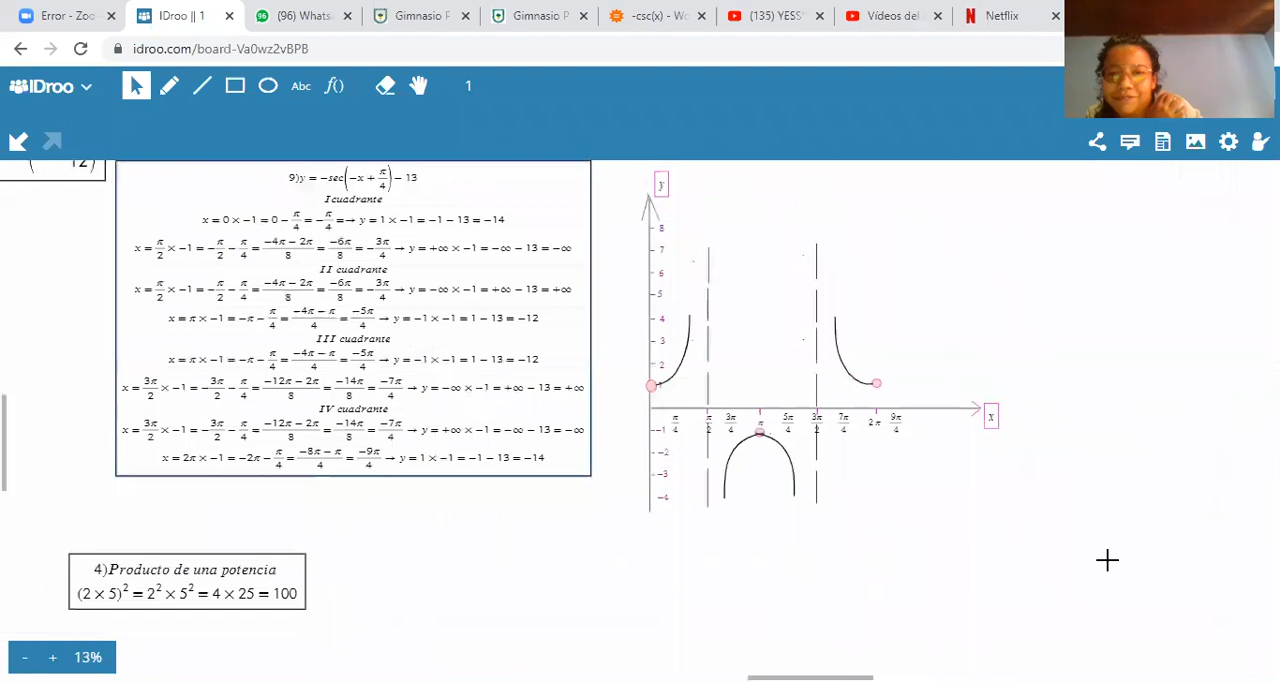 Error - Zoo
IDroo || 1
(96) Whats
Gimnasio F
Gimnasio P
-csc(x) - Wo
(135) YESS
Vídeos del
Netflix
idroo.com/board-Va0wz2vBPB
IDroo
Abc
f()
1
12)
9)y = −sec(−x + π/4) − 13
I cuadrante
x = 0 × −1 = 0 − π/4 = −π/4 =→ y = 1 × −1 = −1 − 13 = −14
x = π/2 × −1 = −π/2 − π/4 = −4π − 2π/8 = −6π/8 = −3π/4 → y = +∞ × −1 = −∞ − 13 = −∞
II cuadrante
x = π/2 × −1 = −π/2 − π/4 = −4π − 2π/8 = −6π/8 = −3π/4 → y = −∞ × −1 = +∞ − 13 = +∞
x = π × −1 = −π − π/4 = −4π − π/4 = −5π/4 → y = −1 × −1 = 1 − 13 = −12
III cuadrante
x = π × −1 = −π − π/4 = −4π − π/4 = −5π/4 → y = −1 × −1 = 1 − 13 = −12
x = 3π/2 × −1 = −3π/2 − π/4 = −12π − 2π/8 = −14π/8 = −7π/4 → y = −∞ × −1 = +∞ − 13 = +∞
IV cuadrante
x = 3π/2 × −1 = −3π/2 − π/4 = −12π − 2π/8 = −14π/8 = −7π/4 → y = +∞ × −1 = −∞ − 13 = −∞
x = 2π × −1 = −2π − π/4 = −8π − π/4 = −9π/4 → y = 1 × −1 = −1 − 13 = −14
y
8
7
6
5
4
3
2
1
π/4 π/2 3π/4 π 5π/4 3π/2 7π/4 2π 9π/4
x
−1
−2
−3
−4
4)Producto de una potencia
(2 × 5)² = 2² × 5² = 4 × 25 = 100
- + 13%